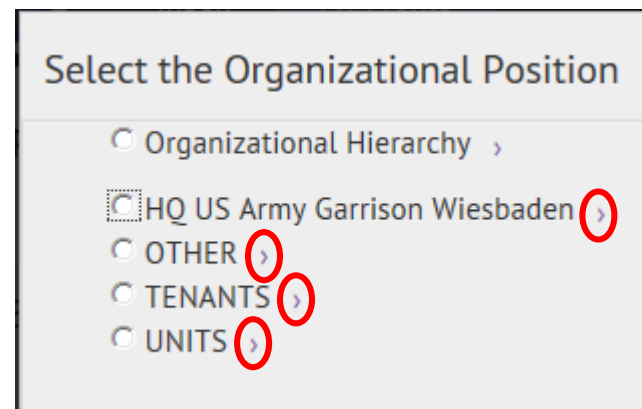 Select the Organizational Position
Organizational Hierarchy ›
HQ US Army Garrison Wiesbaden ›
OTHER ›
TENANTS ›
UNITS ›